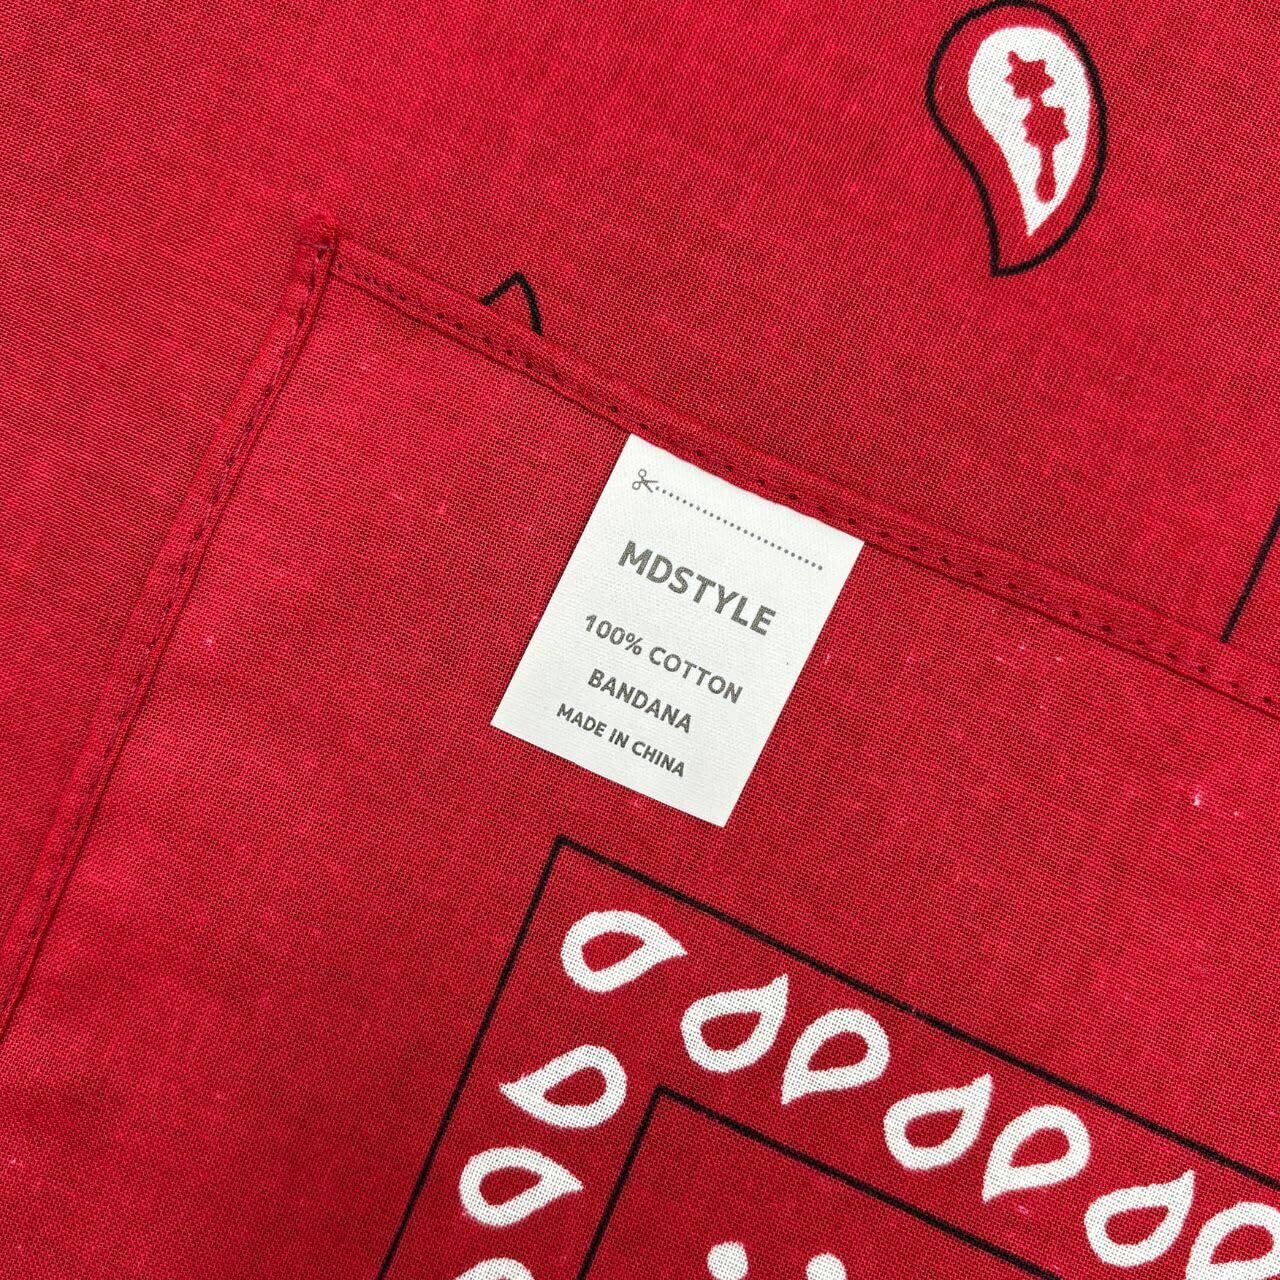 MDSTYLE
100% COTTON
BANDANA
MADE IN CHINA